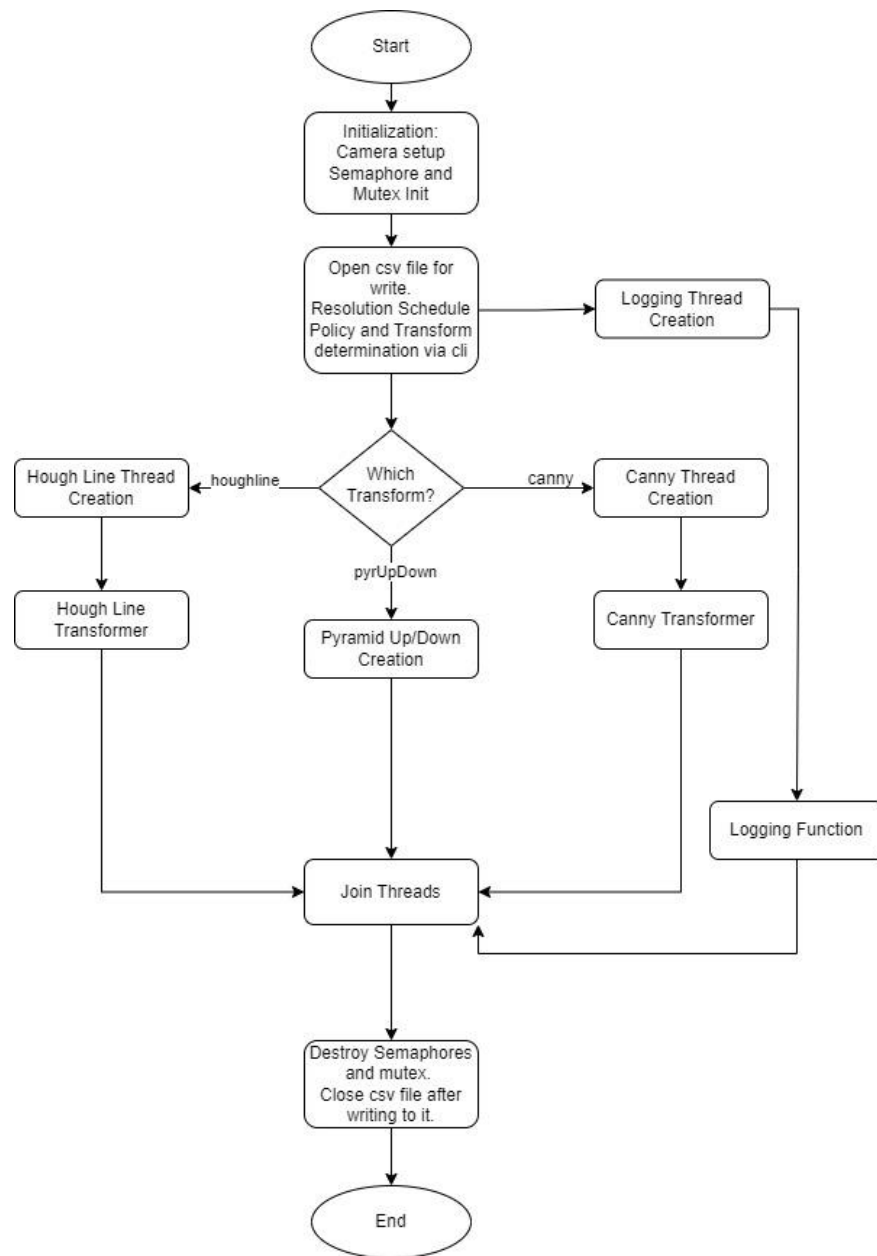 Start
Initialization:
Camera setup
Semaphore and
Mutex Init
Open csv file for
write.
Resolution Schedule
Policy and Transform
determination via cli
Logging Thread
Creation
Which
Transform?
houghline
canny
pyrUpDown
Hough Line Thread
Creation
Canny Thread
Creation
Hough Line
Transformer
Pyramid Up/Down
Creation
Canny Transformer
Logging Function
Join Threads
Destroy Semaphores
and mutex.
Close csv file after
writing to it.
End